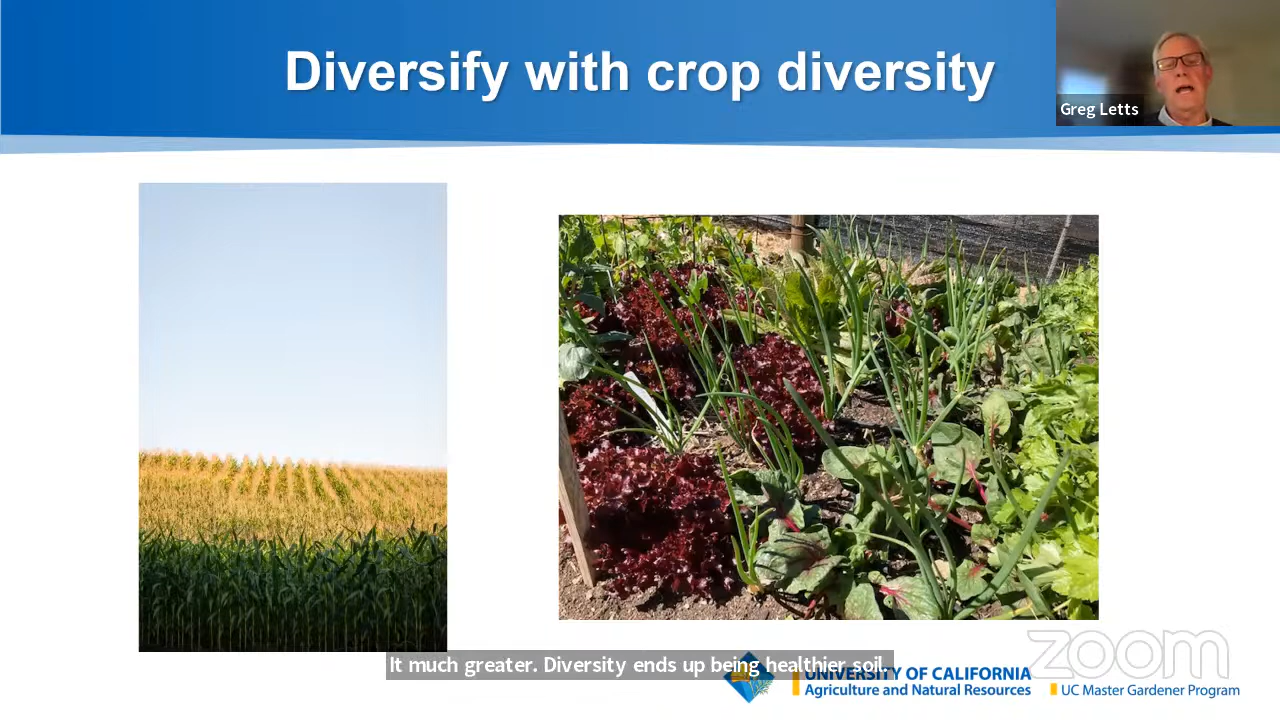 Diversify with crop diversity
Greg Letts
It much greater. Diversity ends up being healthier soil.
UNIVERSITY OF CALIFORNIA
Agriculture and Natural Resources
UC Master Gardener Program
zoom